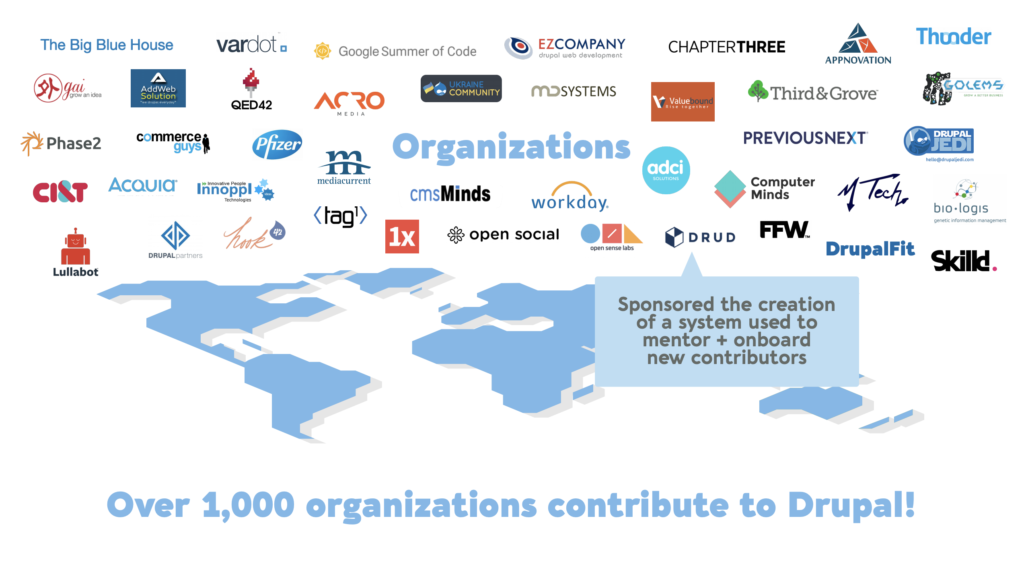 The Big Blue House
vardot
Google Summer of Code
EZCOMPANY
drupal web development
CHAPTERTHREE
APPNOVATION
Thunder
外 gai
grow an idea
AddWeb
Solution
QED42
ACRO
MEDIA
UKRAINE
COMMUNITY
MDSYSTEMS
Valuebound
Third&Grove
GOLEMS
Phase2
commerce
guys
Pfizer
mediacurrent
Organizations
adci
SOLUTIONS
PREVIOUSNEXT
DRUPAL
JEDI
hello@drupaljedi.com
CI&T
ACQUIA
Innovative People
Innoppl
Technologies
cmsMinds
workday.
Computer
Minds
M Tech.
bio·logis
genetic information management
Lullabot
DRUPALpartners
hook 42
<tag1>
1x
open social
open sense labs
DRUD
FFW
DrupalFit
Skilld.
Sponsored the creation
of a system used to
mentor + onboard
new contributors
Over 1,000 organizations contribute to Drupal!